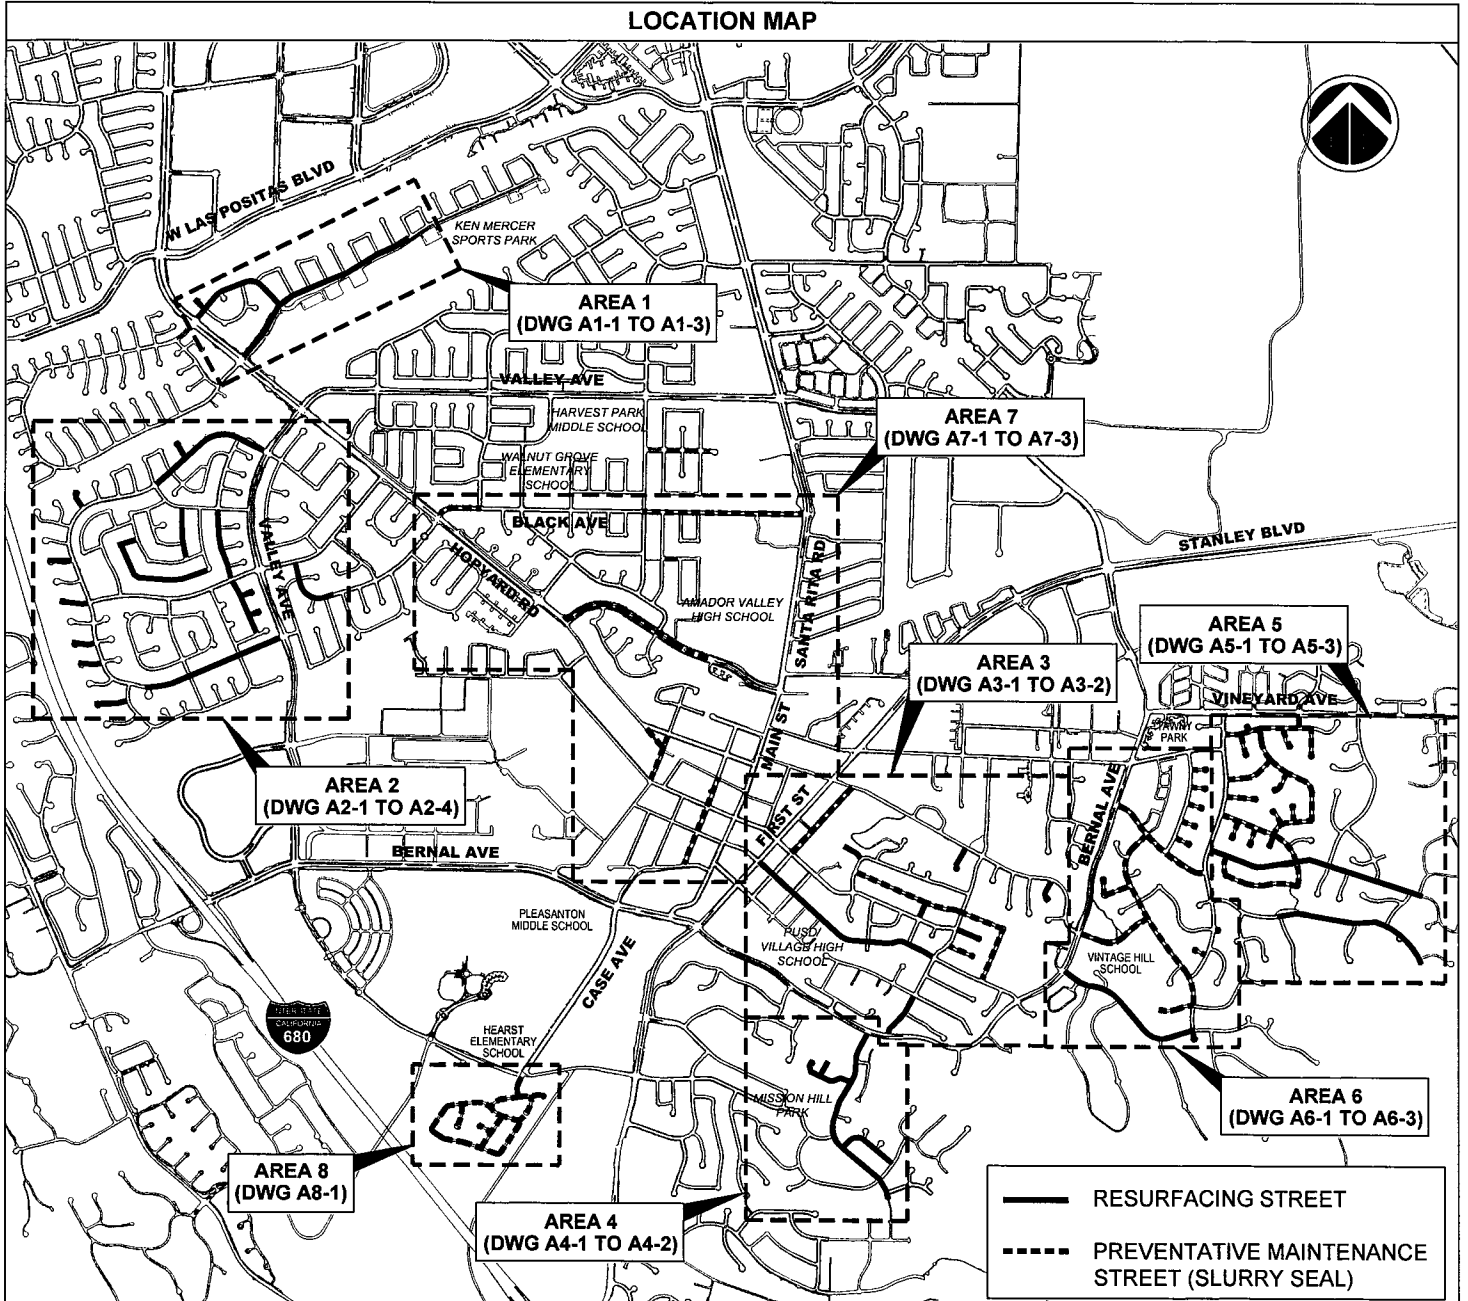 LOCATION MAP
W LAS POSITAS BLVD
KEN MERCER
SPORTS PARK
AREA 1
(DWG A1-1 TO A1-3)
VALLEY AVE
HARVEST PARK
MIDDLE SCHOOL
AREA 7
(DWG A7-1 TO A7-3)
WALNUT GROVE
ELEMENTARY
SCHOOL
BLACK AVE
VALLEY AVE
HOPYARD RD
STANLEY BLVD
SANTA RITA RD
AMADOR VALLEY
HIGH SCHOOL
AREA 5
(DWG A5-1 TO A5-3)
AREA 3
(DWG A3-1 TO A3-2)
VINEYARD AVE
TAWNY
PARK
MAIN ST
AREA 2
(DWG A2-1 TO A2-4)
FIRST ST
BERNAL AVE
BERNAL AVE
PLEASANTON
MIDDLE SCHOOL
PUSD/
VILLAGE HIGH
SCHOOL
VINTAGE HILL
SCHOOL
CASE AVE
INTERSTATE
CALIFORNIA
680
HEARST
ELEMENTARY
SCHOOL
MISSION HILL
PARK
AREA 6
(DWG A6-1 TO A6-3)
AREA 8
(DWG A8-1)
AREA 4
(DWG A4-1 TO A4-2)
RESURFACING STREET
PREVENTATIVE MAINTENANCE
STREET (SLURRY SEAL)